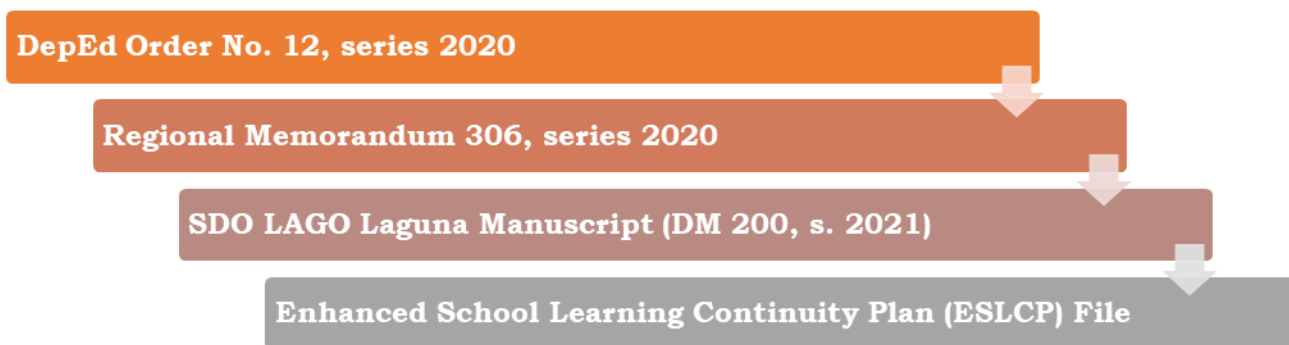 DepEd Order No. 12, series 2020
Regional Memorandum 306, series 2020
SDO LAGO Laguna Manuscript (DM 200, s. 2021)
Enhanced School Learning Continuity Plan (ESLCP) File